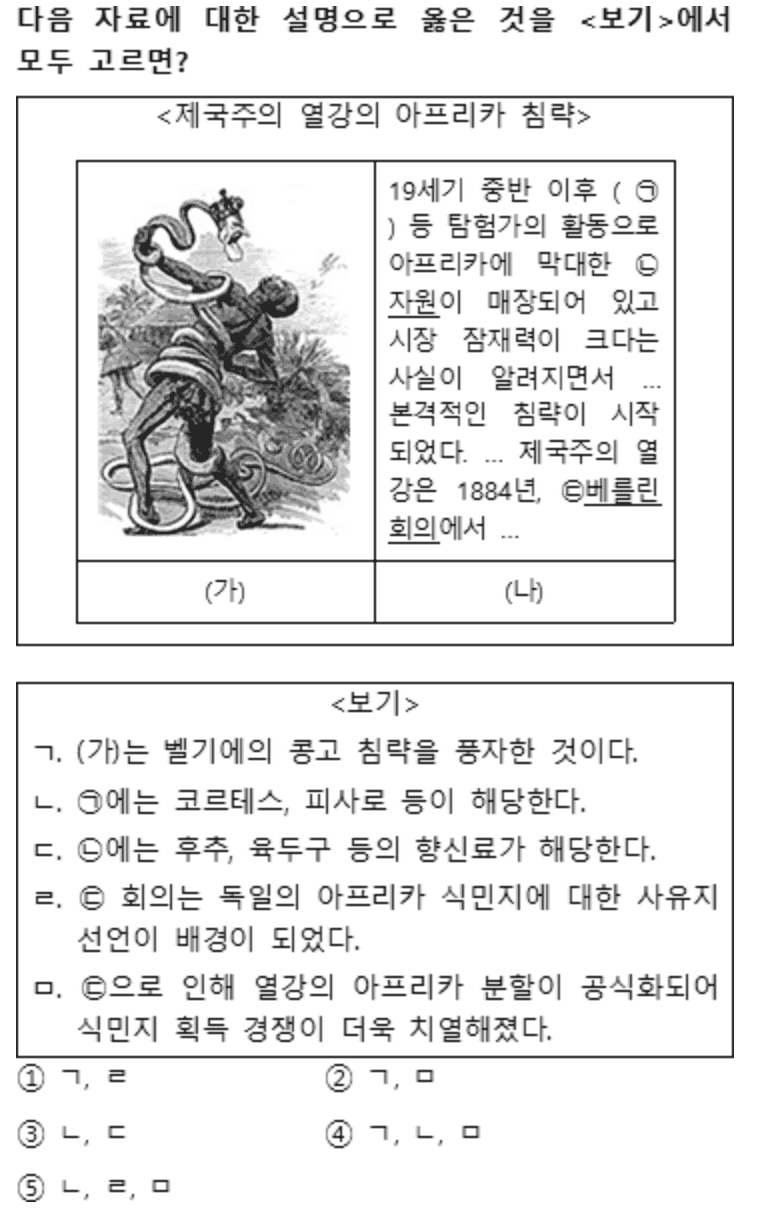 다음 자료에 대한 설명으로 옳은 것을 <보기>에서
모두 고르면?
<제국주의 열강의 아프리카 침략>
19세기 중반 이후 ( ㉠
) 등 탐험가의 활동으로
아프리카에 막대한 ㉡
자원이 매장되어 있고
시장 잠재력이 크다는
사실이 알려지면서 ...
본격적인 침략이 시작
되었다. ... 제국주의 열
강은 1884년, ㉢베를린
회의에서 ...
(가)
(나)
<보기>
ㄱ. (가)는 벨기에의 콩고 침략을 풍자한 것이다.
ㄴ. ㉠에는 코르테스, 피사로 등이 해당한다.
ㄷ. ㉡에는 후추, 육두구 등의 향신료가 해당한다.
ㄹ. ㉢ 회의는 독일의 아프리카 식민지에 대한 사유지
선언이 배경이 되었다.
ㅁ. ㉢으로 인해 열강의 아프리카 분할이 공식화되어
식민지 획득 경쟁이 더욱 치열해졌다.
① ㄱ, ㄹ
② ㄱ, ㅁ
③ ㄴ, ㄷ
④ ㄱ, ㄴ, ㅁ
⑤ ㄴ, ㄹ, ㅁ